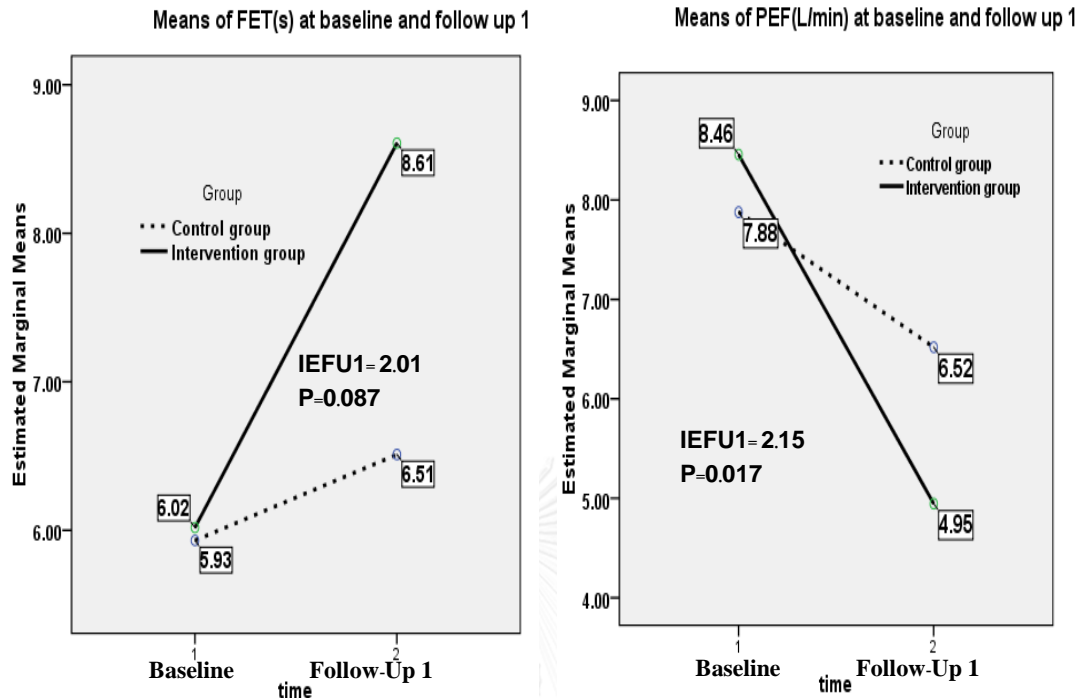 Means of FET(s) at baseline and follow up 1
Estimated Marginal Means
9.00
8.00
7.00
6.00
Group
Control group
Intervention group
8.61
IEFU1= 2.01
P=0.087
6.51
6.02
5.93
1
2
Baseline
Follow-Up 1
time
Means of PEF(L/min) at baseline and follow up 1
Estimated Marginal Means
9.00
8.00
7.00
6.00
5.00
4.00
Group
Control group
Intervention group
8.46
7.88
6.52
IEFU1= 2.15
P=0.017
4.95
1
2
Baseline
Follow-Up 1
time